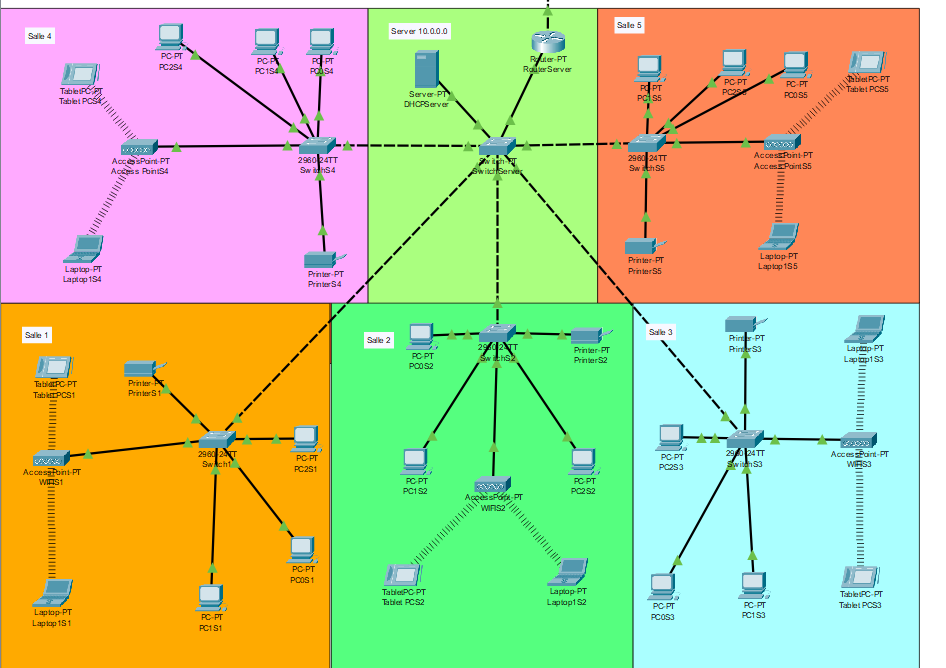 Salle 4
PC-PT
PC2S4
PC-PT
PC1S4
PC-PT
PC0S4
TabletPC-PT
Tablet PCS4
AccessPoint-PT
Access PointS4
2960-24TT
SwitchS4
Laptop-PT
Laptop1S4
Printer-PT
PrinterS4
Server 10.0.0.0
Router-PT
RouterServer
Server-PT
DHCPServer
Switch-PT
SwitchServer
Salle 5
PC-PT
PC1S5
PC-PT
PC2S5
PC-PT
PC0S5
TabletPC-PT
Tablet PCS5
2960-24TT
SwitchS5
AccessPoint-PT
Access PointS5
Printer-PT
PrinterS5
Laptop-PT
Laptop1S5
Salle 1
TabletPC-PT
Tablet PCS1
Printer-PT
PrinterS1
2960-24TT
Switch1
PC-PT
PC2S1
AccessPoint-PT
WIFIS1
PC-PT
PC0S1
Laptop-PT
Laptop1S1
PC-PT
PC1S1
Salle 2
PC-PT
PC0S2
2960-24TT
SwitchS2
Printer-PT
PrinterS2
PC-PT
PC1S2
AccessPoint-PT
WIFIS2
PC-PT
PC2S2
TabletPC-PT
Tablet PCS2
Laptop-PT
Laptop1S2
Salle 3
Printer-PT
PrinterS3
Laptop-PT
Laptop1S3
PC-PT
PC2S3
2960-24TT
SwitchS3
AccessPoint-PT
WIFIS3
PC-PT
PC0S3
PC-PT
PC1S3
TabletPC-PT
Tablet PCS3